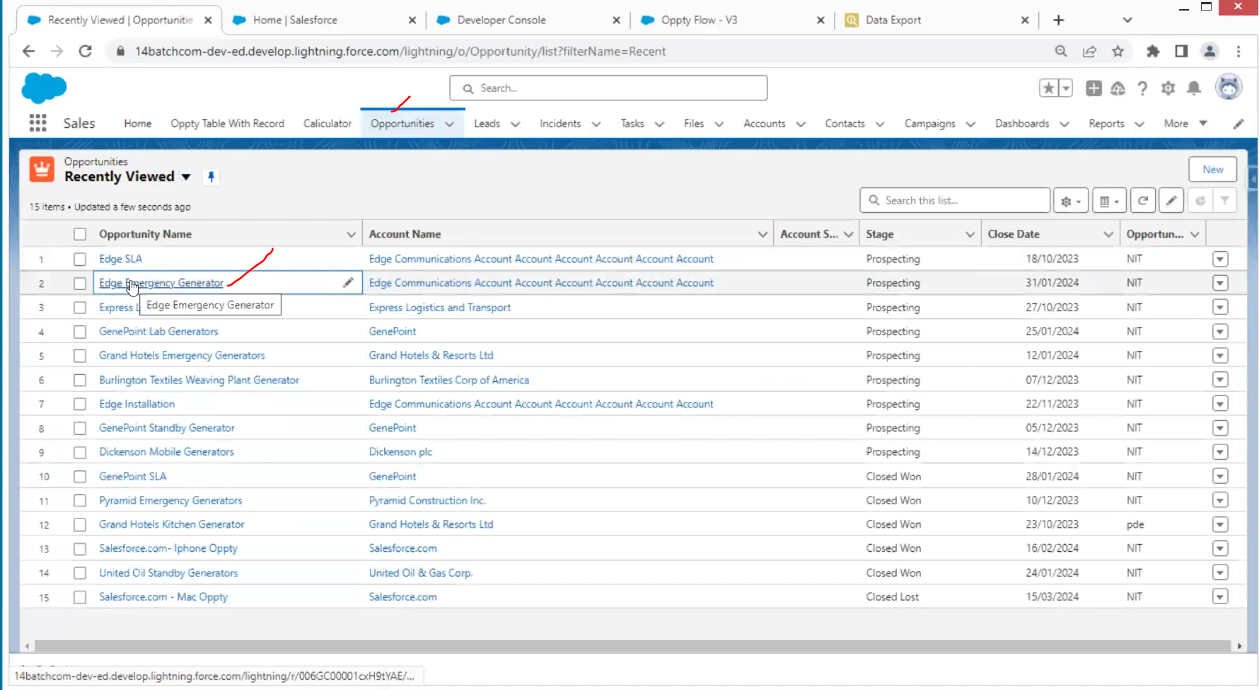 Recently Viewed | Opportunitie
Home | Salesforce
Developer Console
Oppty Flow - V3
Data Export
14batchcom-dev-ed.develop.lightning.force.com/lightning/o/Opportunity/list?filterName=Recent
Search...
Sales Home Oppty Table With Record Calculator Opportunities Leads Incidents Tasks Files Accounts Contacts Campaigns Dashboards Reports More
Opportunities
Recently Viewed
New
15 items • Updated a few seconds ago
Search this list...
Opportunity Name Account Name Account S... Stage Close Date Opportun...
1 Edge SLA Edge Communications Account Account Account Account Account Account Prospecting 18/10/2023 NIT
2 Edge Emergency Generator Edge Communications Account Account Account Account Account Account Prospecting 31/01/2024 NIT
Edge Emergency Generator
3 Express L Express Logistics and Transport Prospecting 27/10/2023 NIT
4 GenePoint Lab Generators GenePoint Prospecting 25/01/2024 NIT
5 Grand Hotels Emergency Generators Grand Hotels & Resorts Ltd Prospecting 12/01/2024 NIT
6 Burlington Textiles Weaving Plant Generator Burlington Textiles Corp of America Prospecting 07/12/2023 NIT
7 Edge Installation Edge Communications Account Account Account Account Account Account Prospecting 22/11/2023 NIT
8 GenePoint Standby Generator GenePoint Prospecting 05/12/2023 NIT
9 Dickenson Mobile Generators Dickenson plc Prospecting 14/12/2023 NIT
10 GenePoint SLA GenePoint Closed Won 28/01/2024 NIT
11 Pyramid Emergency Generators Pyramid Construction Inc. Closed Won 10/12/2023 NIT
12 Grand Hotels Kitchen Generator Grand Hotels & Resorts Ltd Closed Won 23/10/2023 pde
13 Salesforce.com- Iphone Oppty Salesforce.com Closed Won 16/02/2024 NIT
14 United Oil Standby Generators United Oil & Gas Corp. Closed Won 24/01/2024 NIT
15 Salesforce.com - Mac Oppty Salesforce.com Closed Lost 15/03/2024 NIT
14batchcom-dev-ed.develop.lightning.force.com/lightning/r/006GC00001cxH9tYAE/...